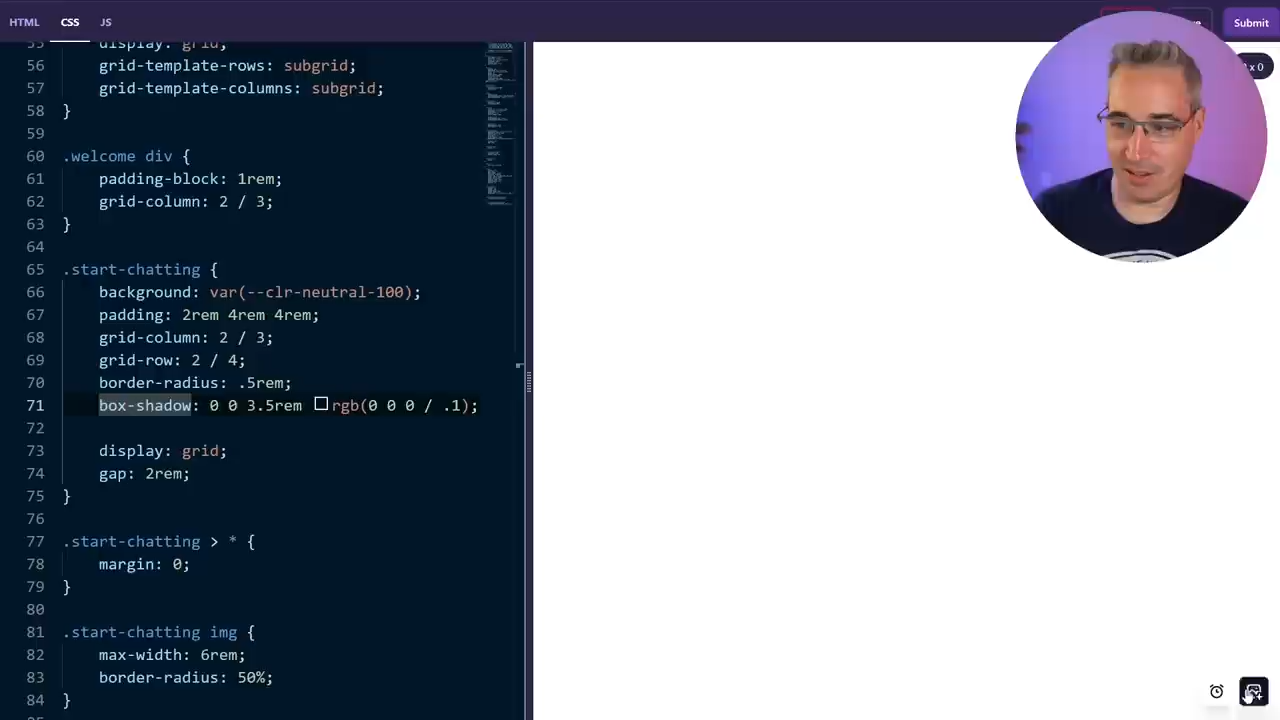 HTML CSS JS Submit
55 display: grid;
56 grid-template-rows: subgrid;
57 grid-template-columns: subgrid;
58 }
59
60 .welcome div {
61 padding-block: 1rem;
62 grid-column: 2 / 3;
63 }
64
65 .start-chatting {
66 background: var(--clr-neutral-100);
67 padding: 2rem 4rem 4rem;
68 grid-column: 2 / 3;
69 grid-row: 2 / 4;
70 border-radius: .5rem;
71 box-shadow: 0 0 3.5rem rgb(0 0 0 / .1);
72
73 display: grid;
74 gap: 2rem;
75 }
76
77 .start-chatting > * {
78 margin: 0;
79 }
80
81 .start-chatting img {
82 max-width: 6rem;
83 border-radius: 50%;
84 }
x 0